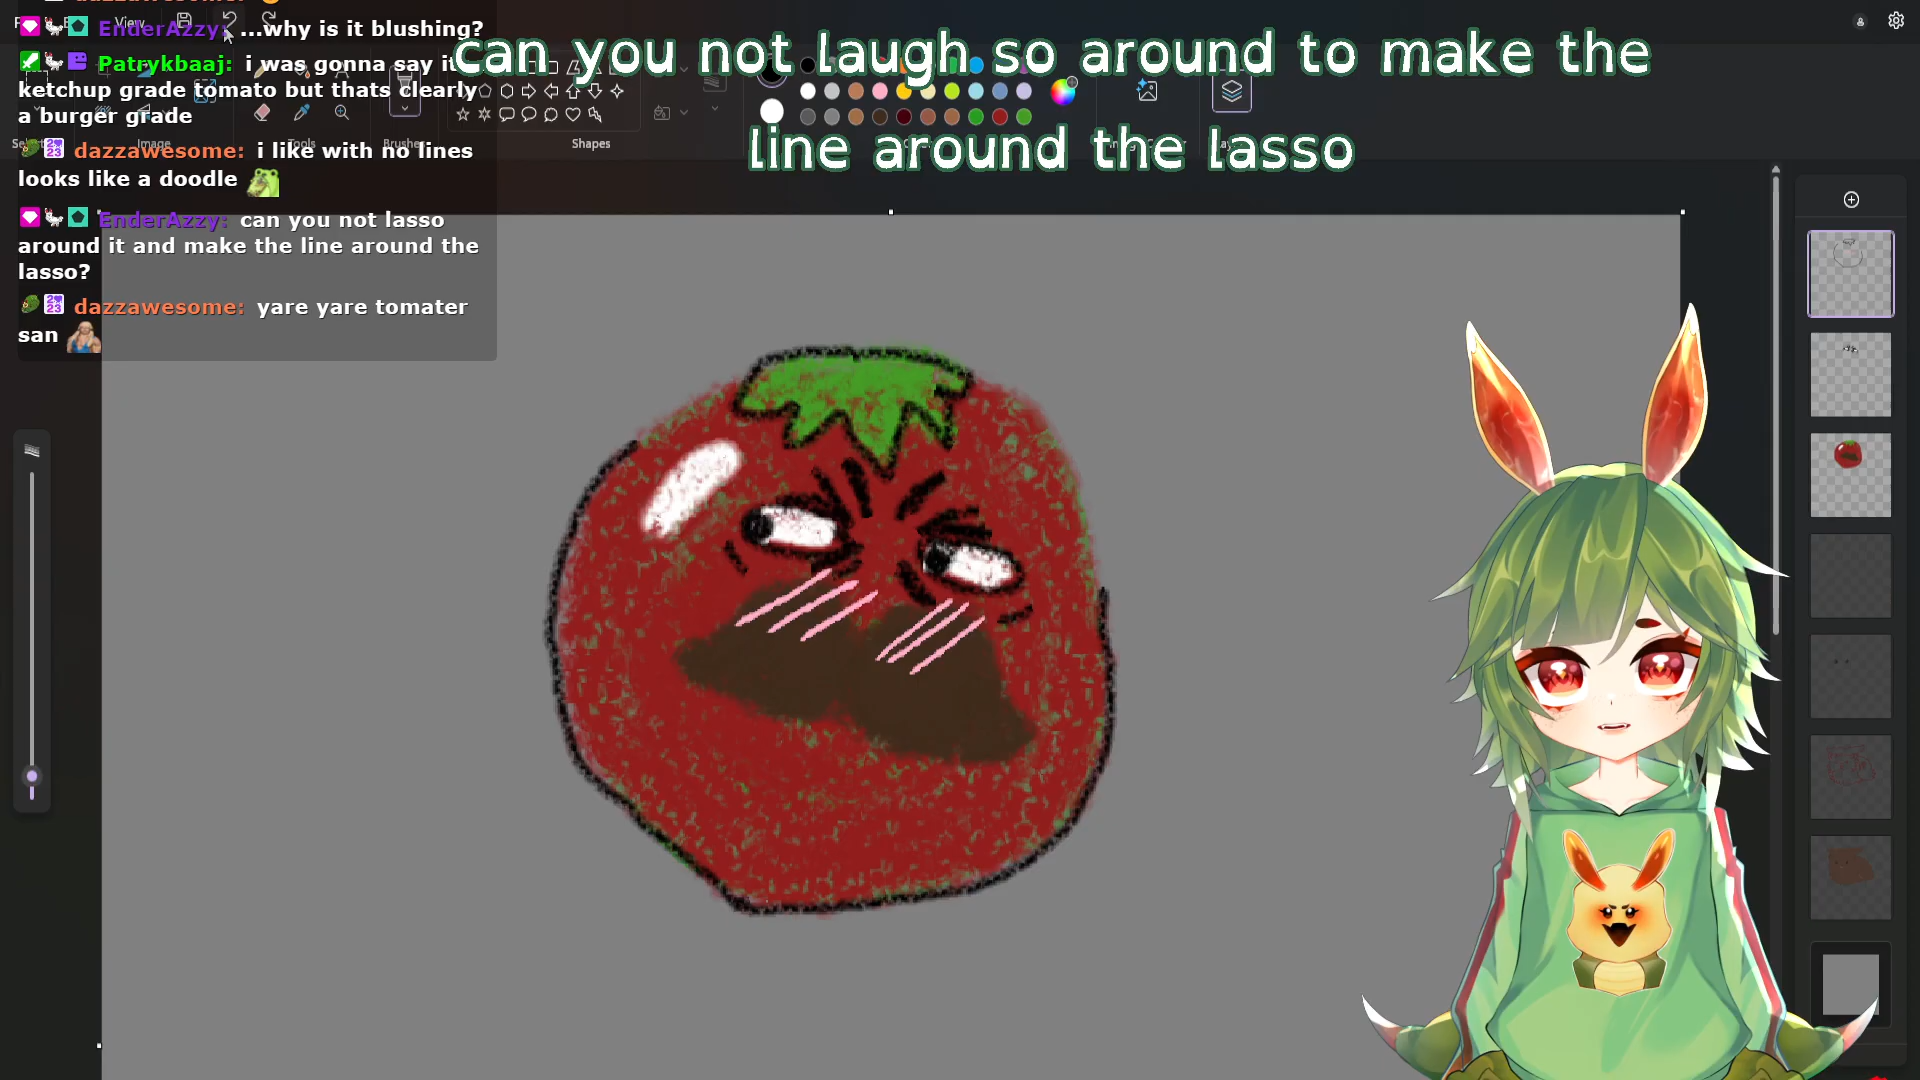 View
EnderAzzy: ...why is it blushing?
Patrykbaaj: i was gonna say it
ketchup grade tomato but thats clearly
a burger grade
dazzawesome: i like with no lines
looks like a doodle
EnderAzzy: can you not lasso
around it and make the line around the
lasso?
dazzawesome: yare yare tomater
san
can you not laugh so around to make the
line around the lasso
Image
Tools
Shapes